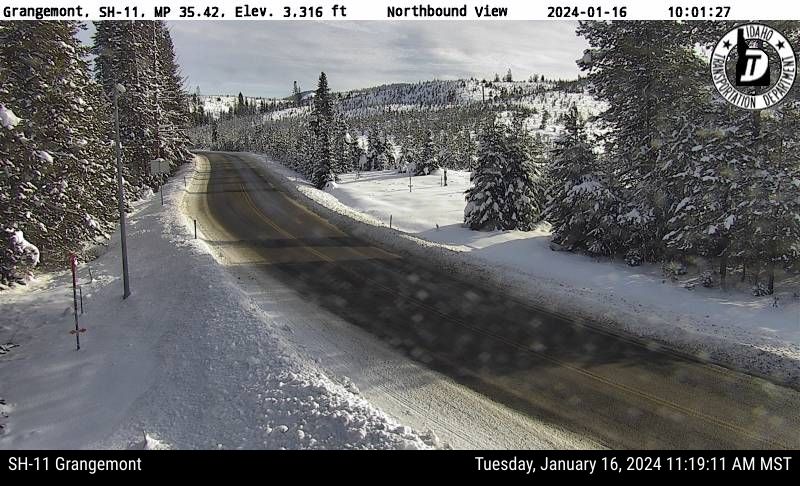 Grangemont, SH-11, MP 35.42, Elev. 3,316 ft Northbound View 2024-01-16 10:01:27
IDAHO
TRANSPORTATION DEPARTMENT
SH-11 Grangemont Tuesday, January 16, 2024 11:19:11 AM MST